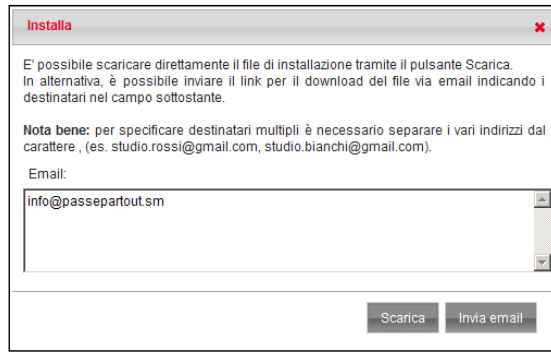 Installa
E' possibile scaricare direttamente il file di installazione tramite il pulsante Scarica.
In alternativa, è possibile inviare il link per il download del file via email indicando i
destinatari nel campo sottostante.
Nota bene: per specificare destinatari multipli è necessario separare i vari indirizzi dal
carattere , (es. studio.rossi@gmail.com, studio.bianchi@gmail.com).
Email:
info@passepartout.sm
Scarica Invia email